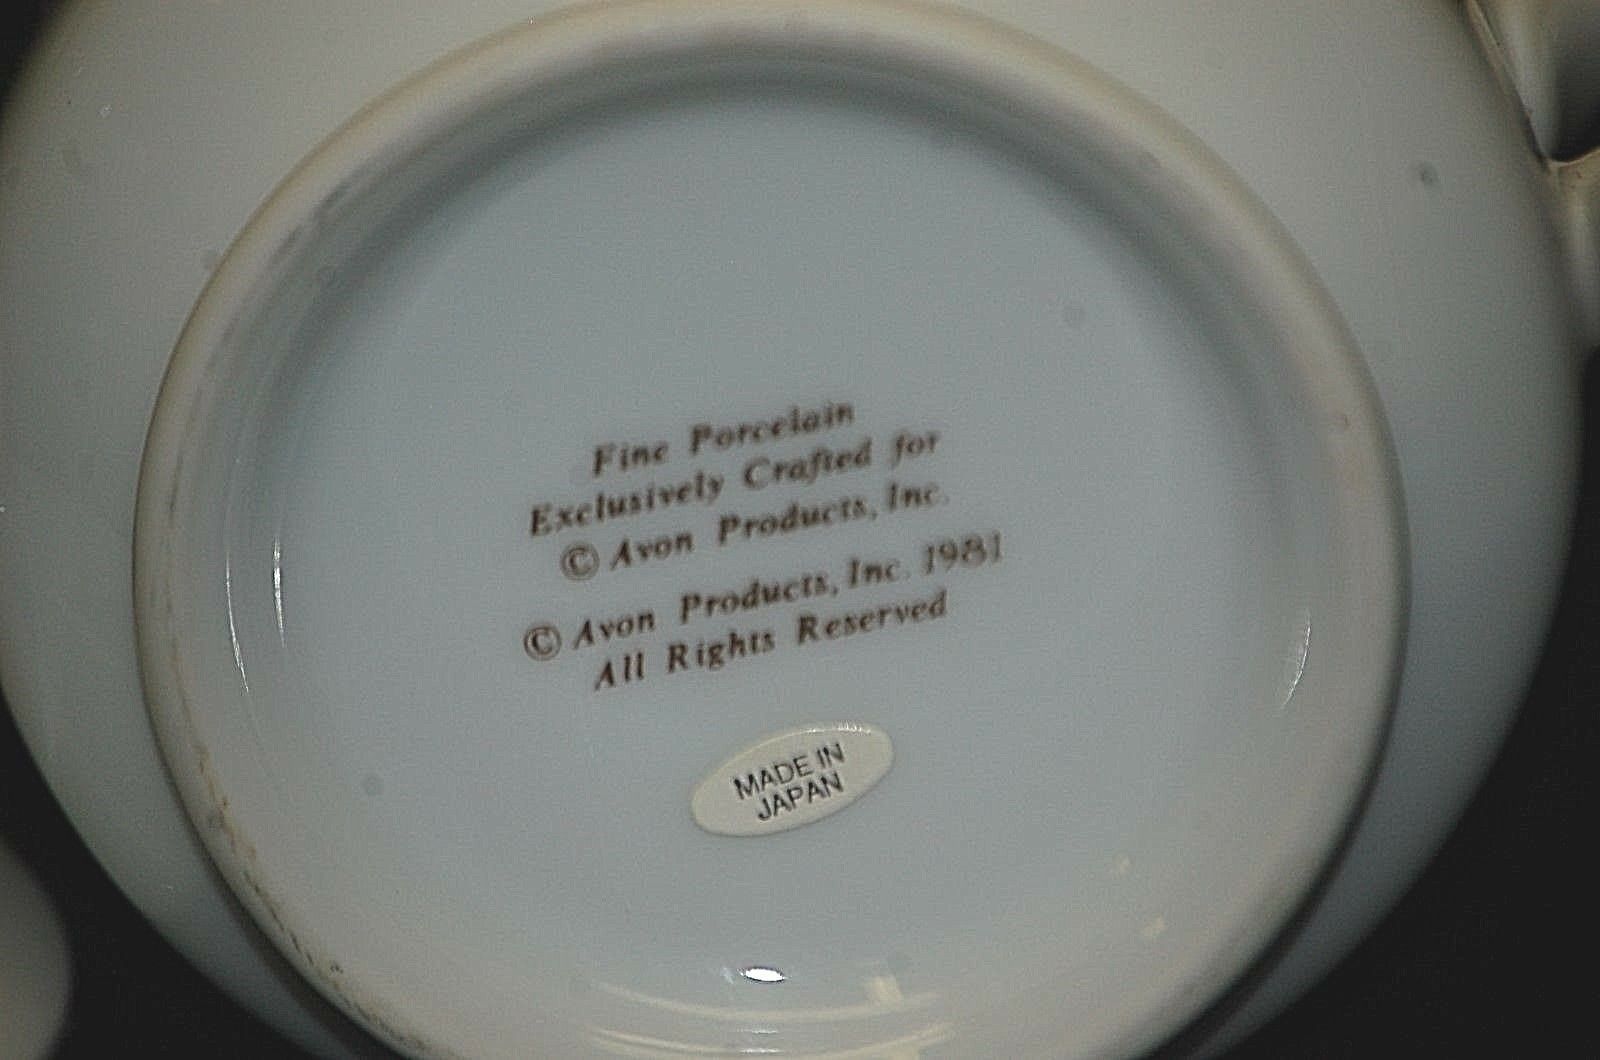 Fine Porcelain
Exclusively Crafted for
© Avon Products, Inc.
© Avon Products, Inc. 1981
All Rights Reserved
MADE IN
JAPAN